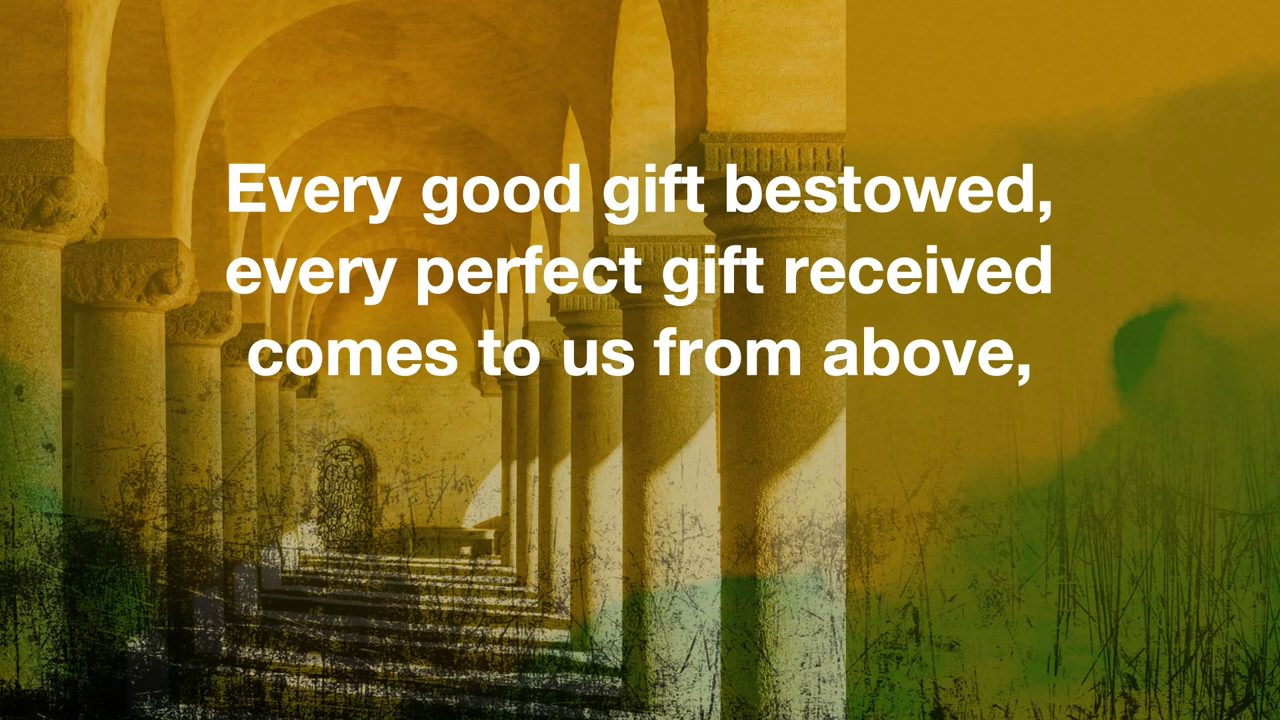 Every good gift bestowed,
every perfect gift received
comes to us from above,